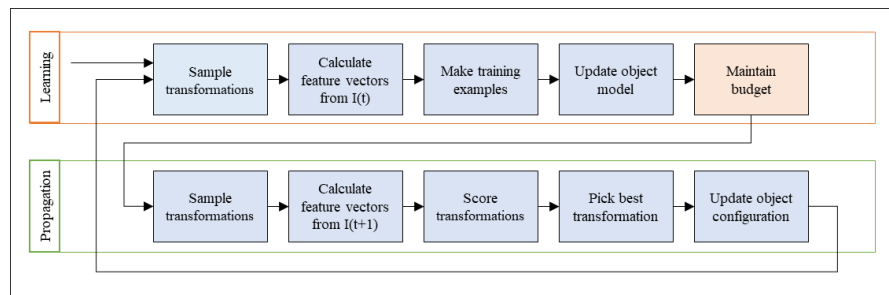 Learning
Sample
transformations
Calculate
feature vectors
from I(t)
Make training
examples
Update object
model
Maintain
budget
Propagation
Sample
transformations
Calculate
feature vectors
from I(t+1)
Score
transformations
Pick best
transformation
Update object
configuration